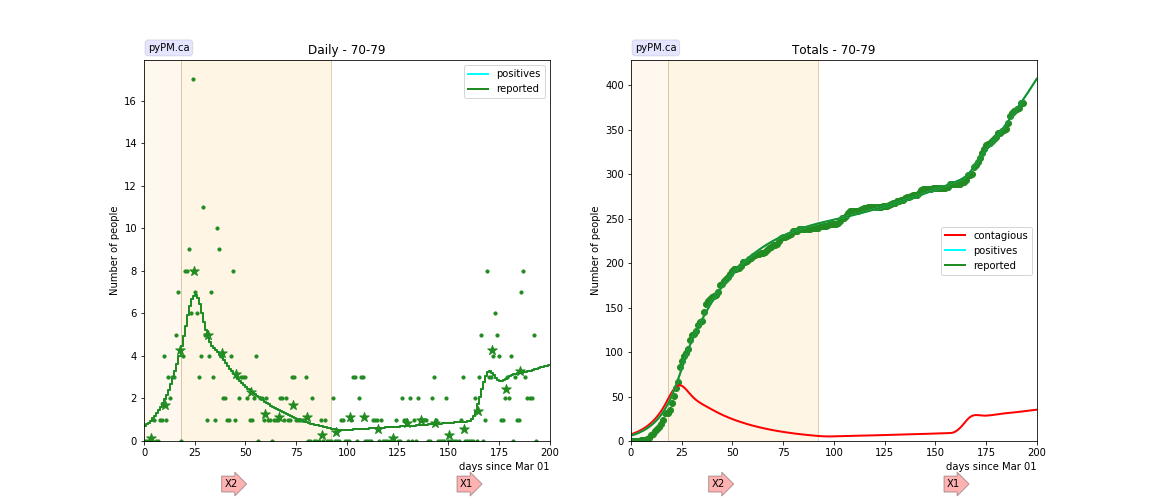 pyPM.ca
Daily - 70-79
positives
reported
Number of people
0
2
4
6
8
10
12
14
16
0
25
50
75
100
125
150
175
200
days since Mar 01
X2
X1
pyPM.ca
Totals - 70-79
contagious
positives
reported
Number of people
0
50
100
150
200
250
300
350
400
0
25
50
75
100
125
150
175
200
days since Mar 01
X2
X1